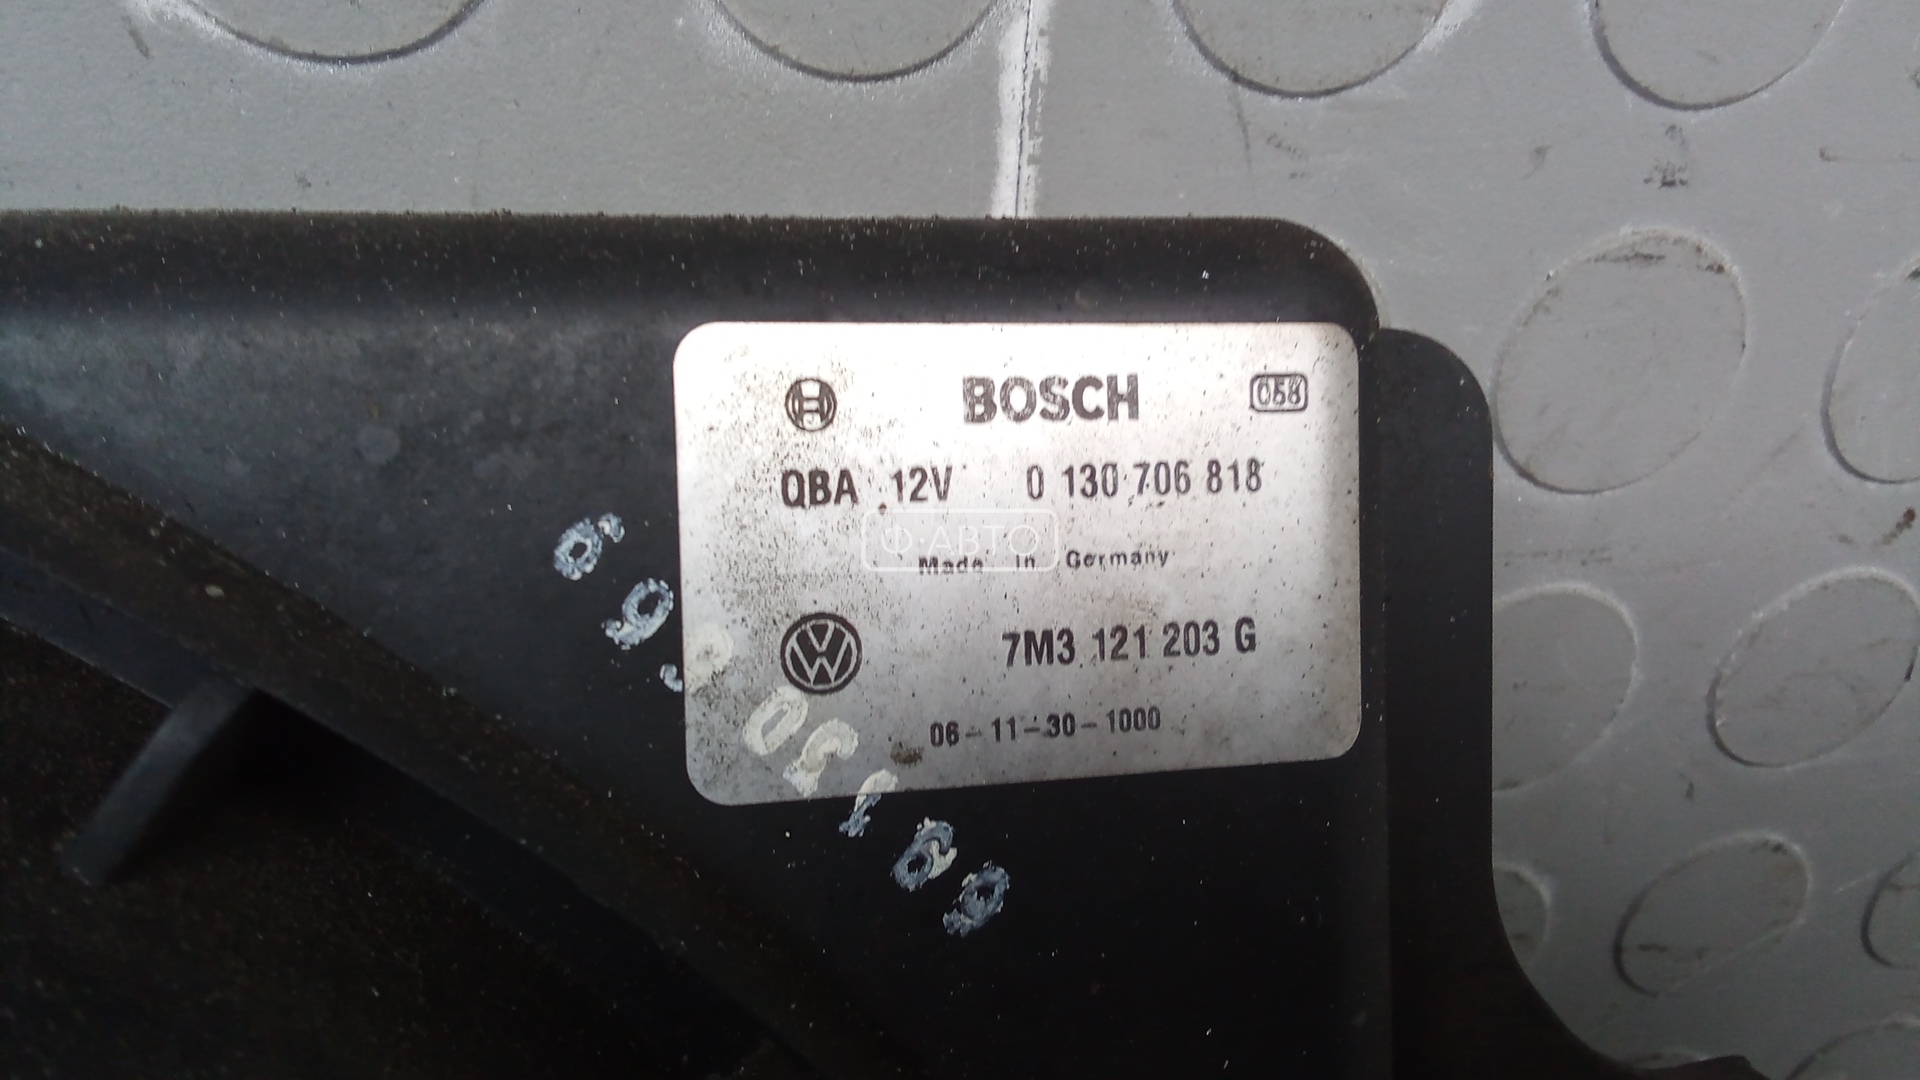 BOSCH 058
QBA 12V 0 130 706 818
Ф·АВТО
Made in Germany
7M3 121 203 G
06-11-30-1000